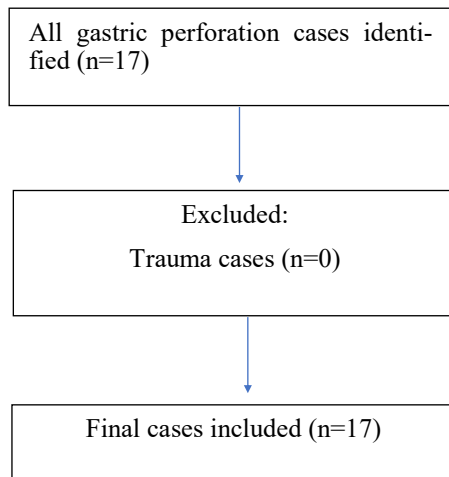 All gastric perforation cases identi-
fied (n=17)
Excluded:
Trauma cases (n=0)
Final cases included (n=17)